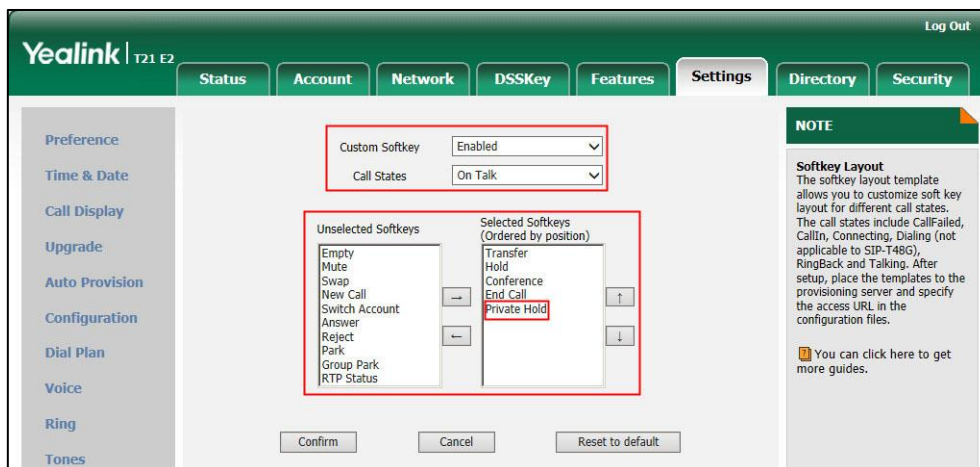 Log Out
Yealink | T21 E2
Status Account Network DSSKey Features Settings Directory Security
Preference
Time & Date
Call Display
Upgrade
Auto Provision
Configuration
Dial Plan
Voice
Ring
Tones
Custom Softkey Enabled
Call States On Talk
Unselected Softkeys
Empty
Mute
Swap
New Call
Switch Account
Answer
Reject
Park
Group Park
RTP Status
→
←
Selected Softkeys
(Ordered by position)
Transfer
Hold
Conference
End Call
Private Hold
↑
↓
Confirm Cancel Reset to default
NOTE
Softkey Layout
The softkey layout template
allows you to customize soft key
layout for different call states.
The call states include CallFailed,
CallIn, Connecting, Dialing (not
applicable to SIP-T48G),
RingBack and Talking. After
setup, place the templates to the
provisioning server and specify
the access URL in the
configuration files.
? You can click here to get
more guides.